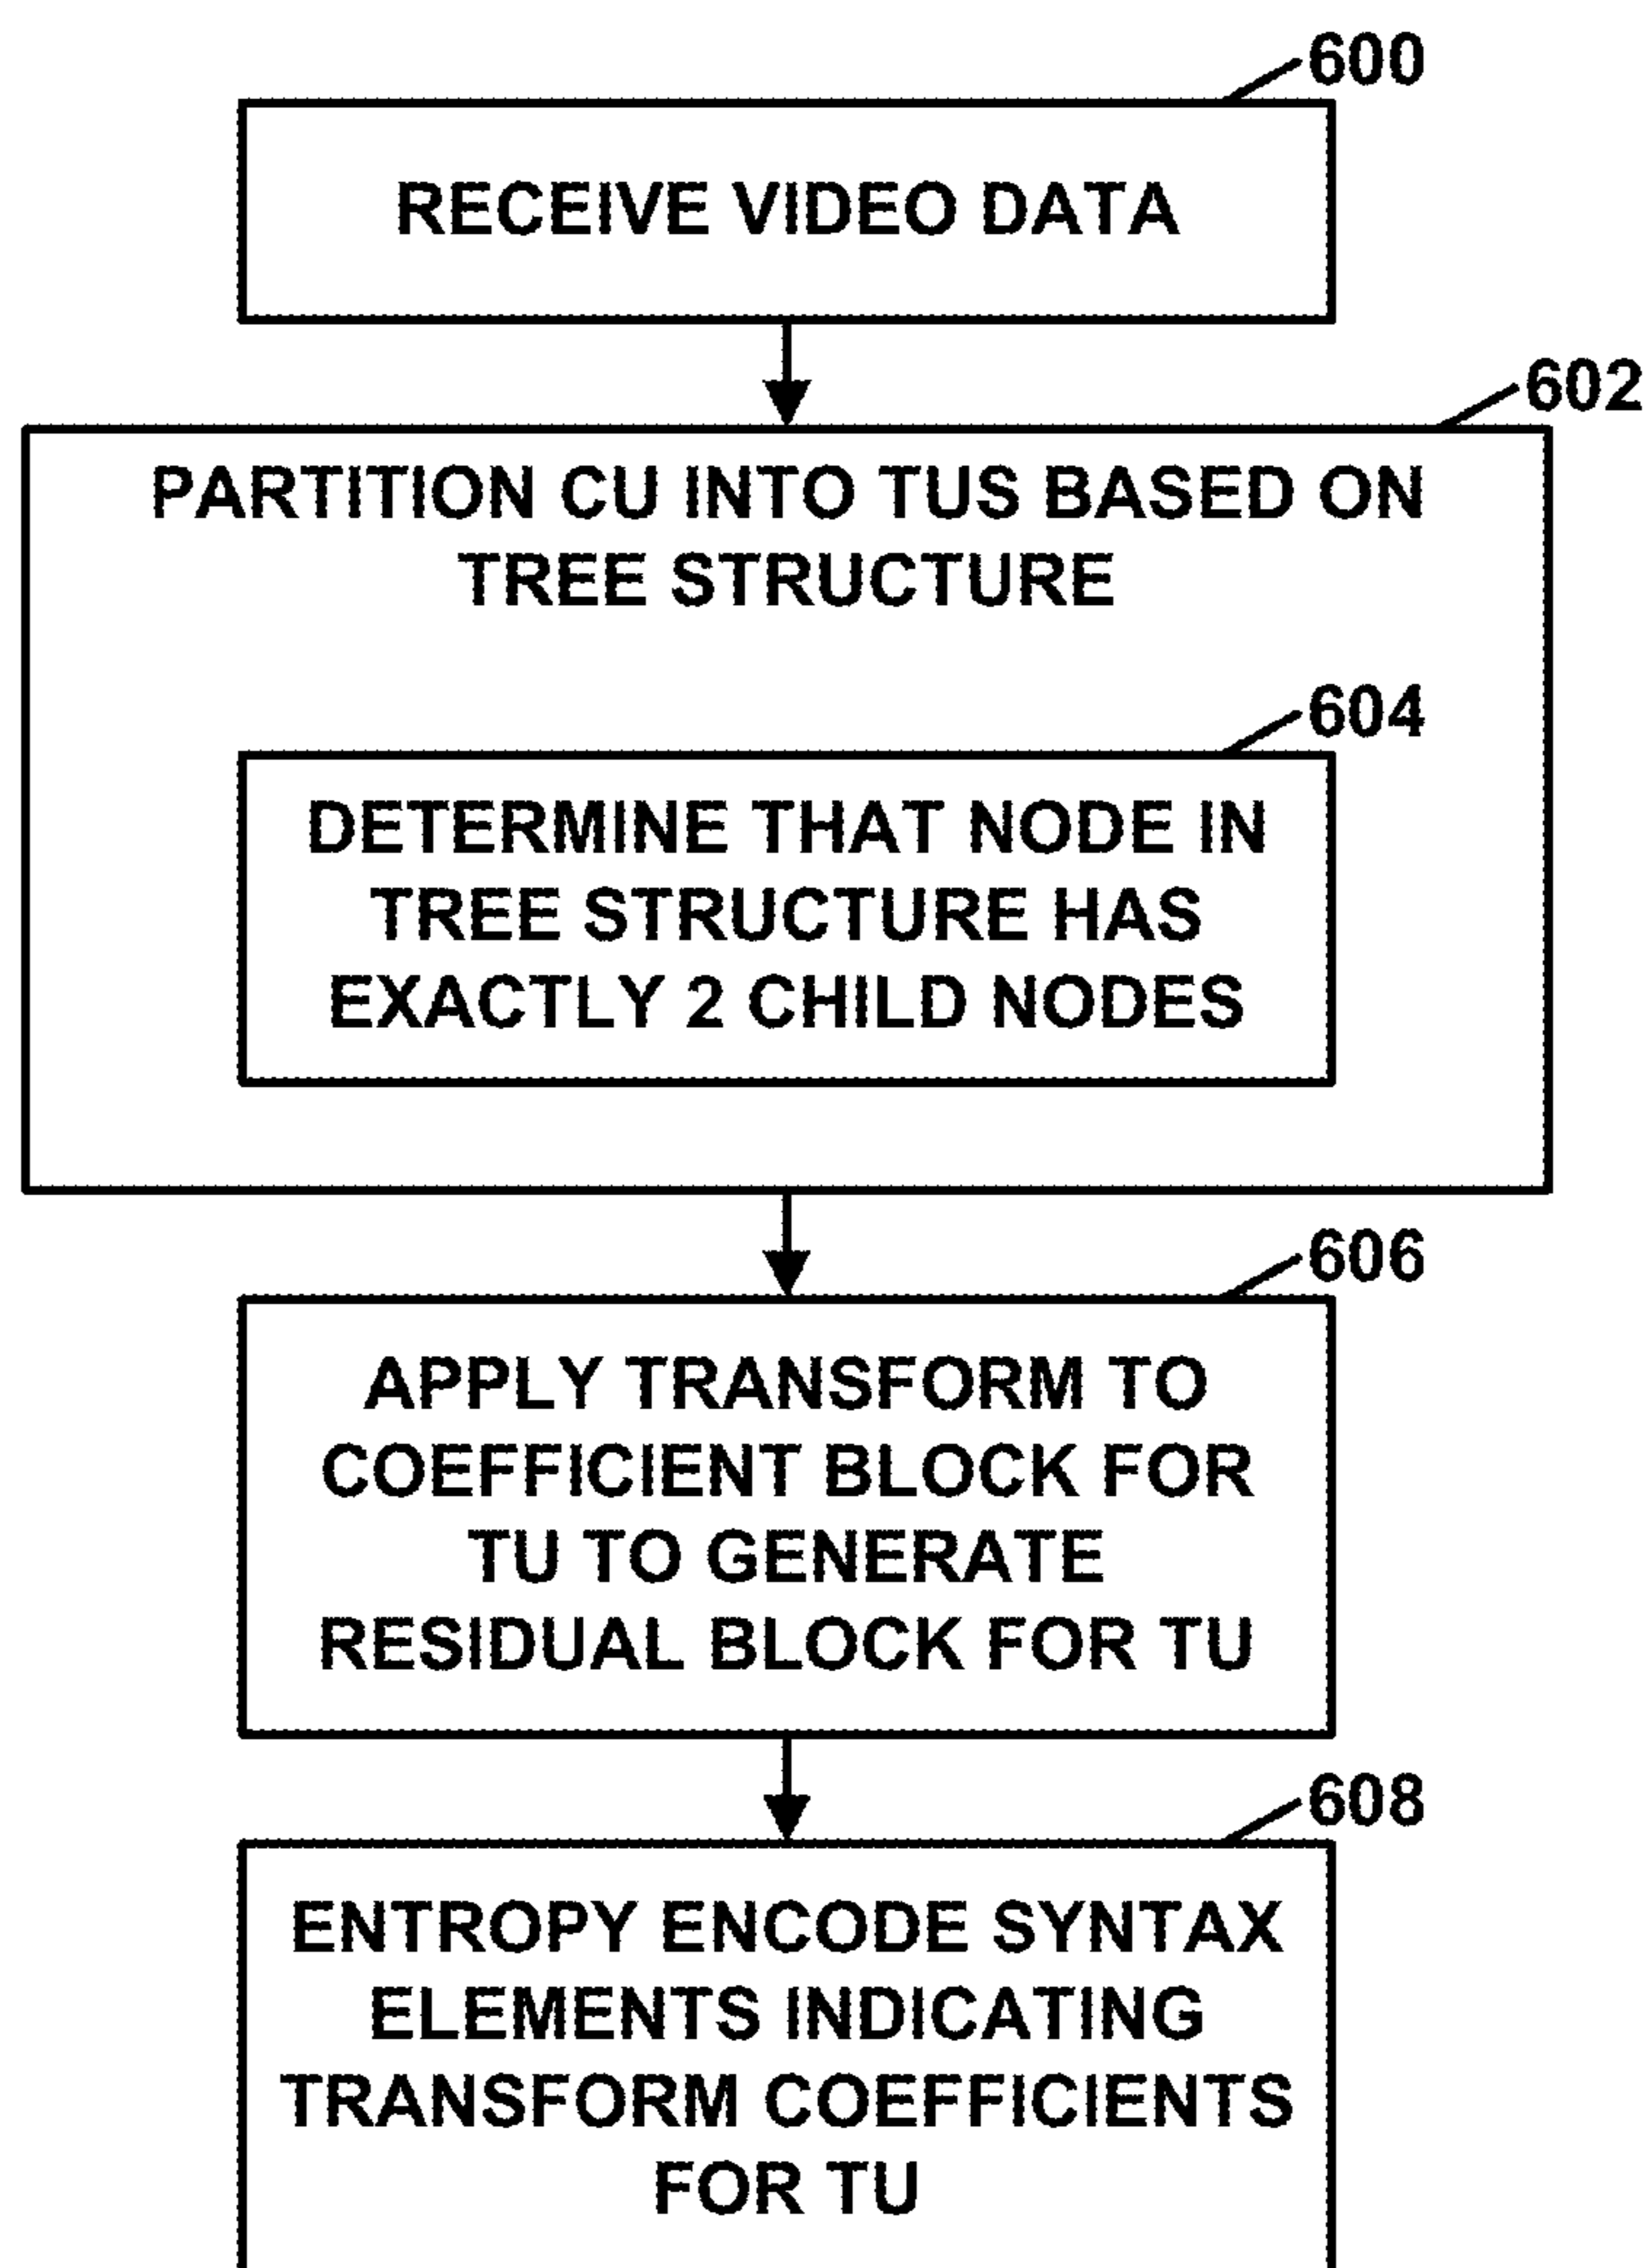 600
RECEIVE VIDEO DATA
602
PARTITION CU INTO TUS BASED ON
TREE STRUCTURE
604
DETERMINE THAT NODE IN
TREE STRUCTURE HAS
EXACTLY 2 CHILD NODES
606
APPLY TRANSFORM TO
COEFFICIENT BLOCK FOR
TU TO GENERATE
RESIDUAL BLOCK FOR TU
608
ENTROPY ENCODE SYNTAX
ELEMENTS INDICATING
TRANSFORM COEFFICIENTS
FOR TU